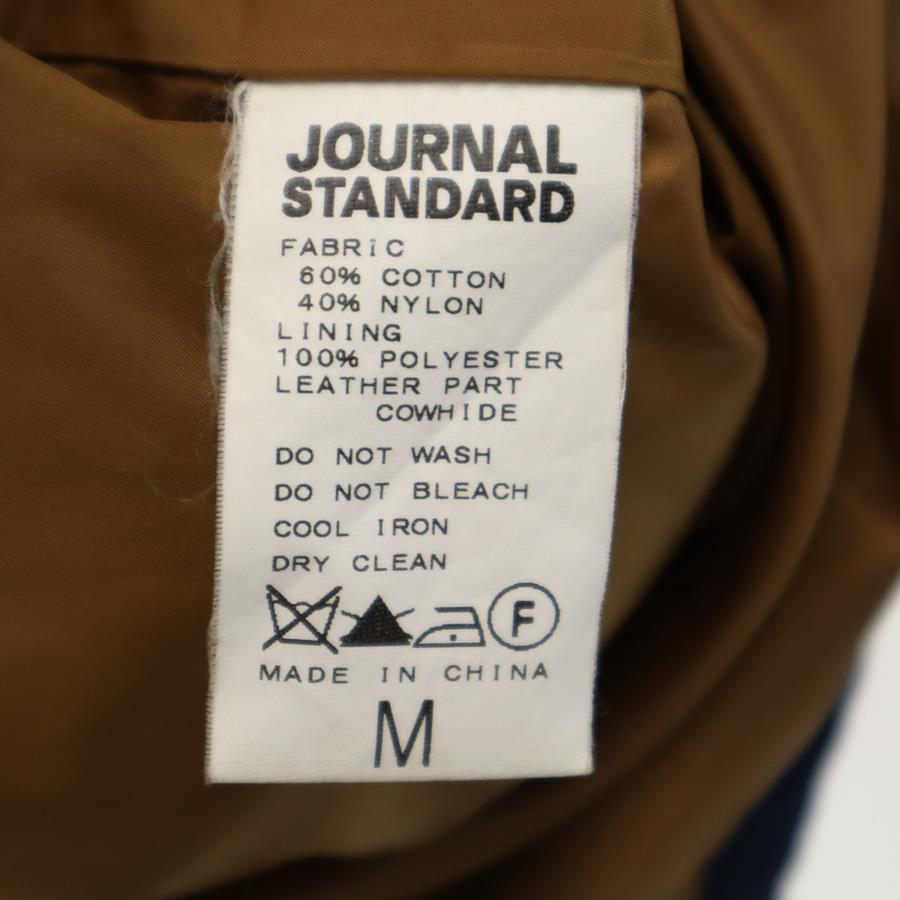 JOURNAL
STANDARD
FABRIC
60% COTTON
40% NYLON
LINING
100% POLYESTER
LEATHER PART
COWHIDE
DO NOT WASH
DO NOT BLEACH
COOL IRON
DRY CLEAN
F
MADE IN CHINA
M